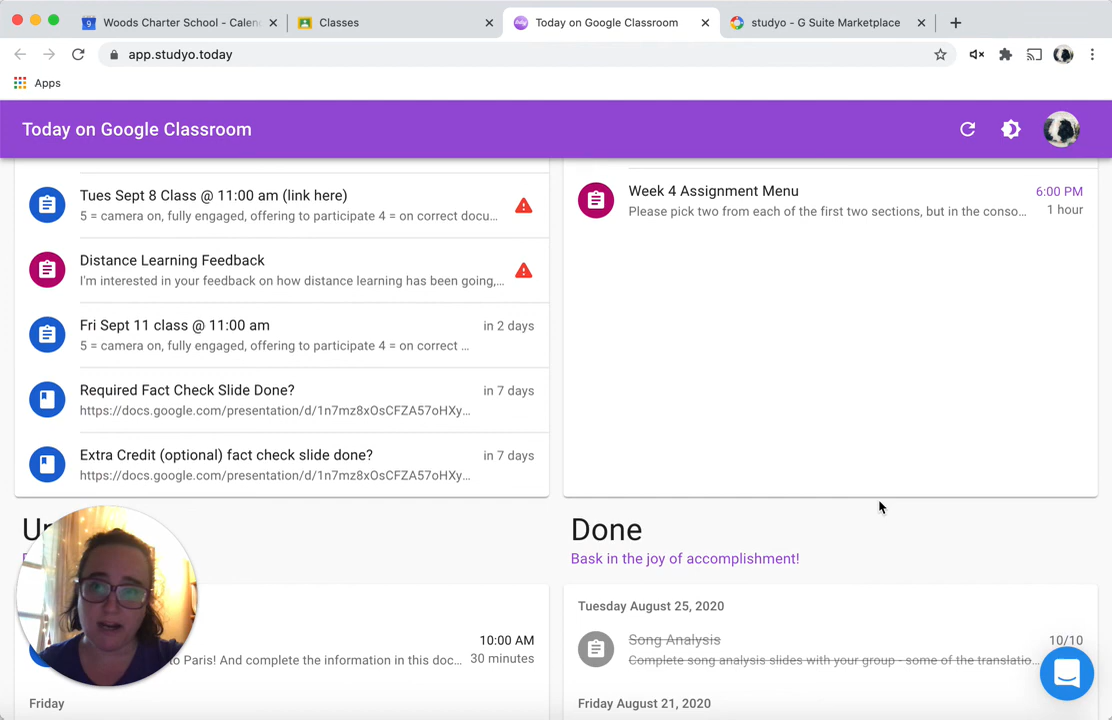 Woods Charter School - Calen
Classes
Today on Google Classroom
studyo - G Suite Marketplace
app.studyo.today
Apps
Today on Google Classroom
Tues Sept 8 Class @ 11:00 am (link here)
5 = camera on, fully engaged, offering to participate 4 = on correct docu...
Distance Learning Feedback
I'm interested in your feedback on how distance learning has been going,...
Fri Sept 11 class @ 11:00 am
in 2 days
5 = camera on, fully engaged, offering to participate 4 = on correct ...
Required Fact Check Slide Done?
in 7 days
https://docs.google.com/presentation/d/1n7mz8xOsCFZA57oHXy...
Extra Credit (optional) fact check slide done?
in 7 days
https://docs.google.com/presentation/d/1n7mz8xOsCFZA57oHXy...
Week 4 Assignment Menu
6:00 PM
Please pick two from each of the first two sections, but in the conso...
1 hour
10:00 AM
to Paris! And complete the information in this doc...
30 minutes
Friday
Done
Bask in the joy of accomplishment!
Tuesday August 25, 2020
Song Analysis
10/10
Complete song analysis slides with your group - some of the translatio...
Friday August 21, 2020